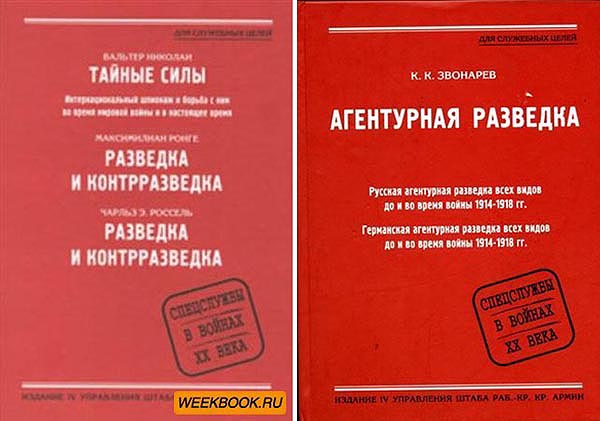 ДЛЯ СЛУЖЕБНЫХ ЦЕЛЕЙ
ВАЛЬТЕР НИКОЛАИ
ТАЙНЫЕ СИЛЫ
Интернациональный шпионаж и борьба с ним
во время мировой войны и в настоящее время
МАКСИМИЛИАН РОНГЕ
РАЗВЕДКА
И КОНТРРАЗВЕДКА
ЧАРЛЬЗ Э. РОССЕЛЬ
РАЗВЕДКА
И КОНТРРАЗВЕДКА
СПЕЦСЛУЖБЫ
В ВОЙНАХ
XX ВЕКА
ИЗДАНИЕ IV УПРАВЛЕНИЯ ШТАБА
WEEKBOOK.RU
ДЛЯ СЛУЖЕБНЫХ ЦЕЛЕЙ
К. К. ЗВОНАРЕВ
АГЕНТУРНАЯ РАЗВЕДКА
Русская агентурная разведка всех видов
до и во время войны 1914-1918 гг.
Германская агентурная разведка всех видов
до и во время войны 1914-1918 гг.
СПЕЦСЛУЖБЫ
В ВОЙНАХ
XX ВЕКА
ИЗДАНИЕ IV УПРАВЛЕНИЯ ШТАБА РАБ.-КР. КР. АРМИИ